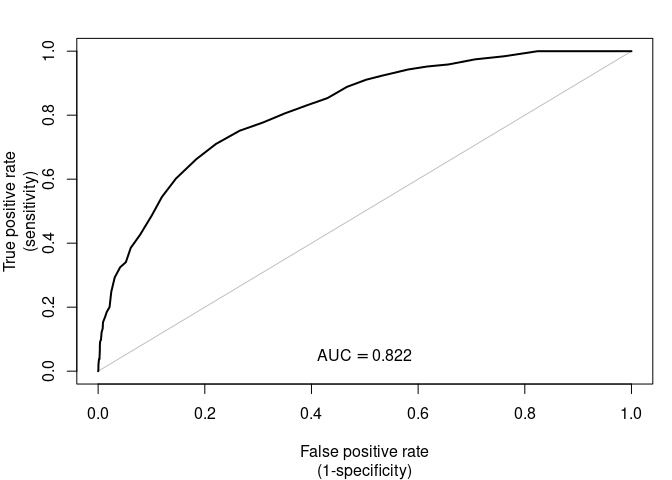 1.0
0.8
0.6
0.4
0.2
0.0
True positive rate
(sensitivity)
AUC = 0.822
0.0 0.2 0.4 0.6 0.8 1.0
False positive rate
(1-specificity)